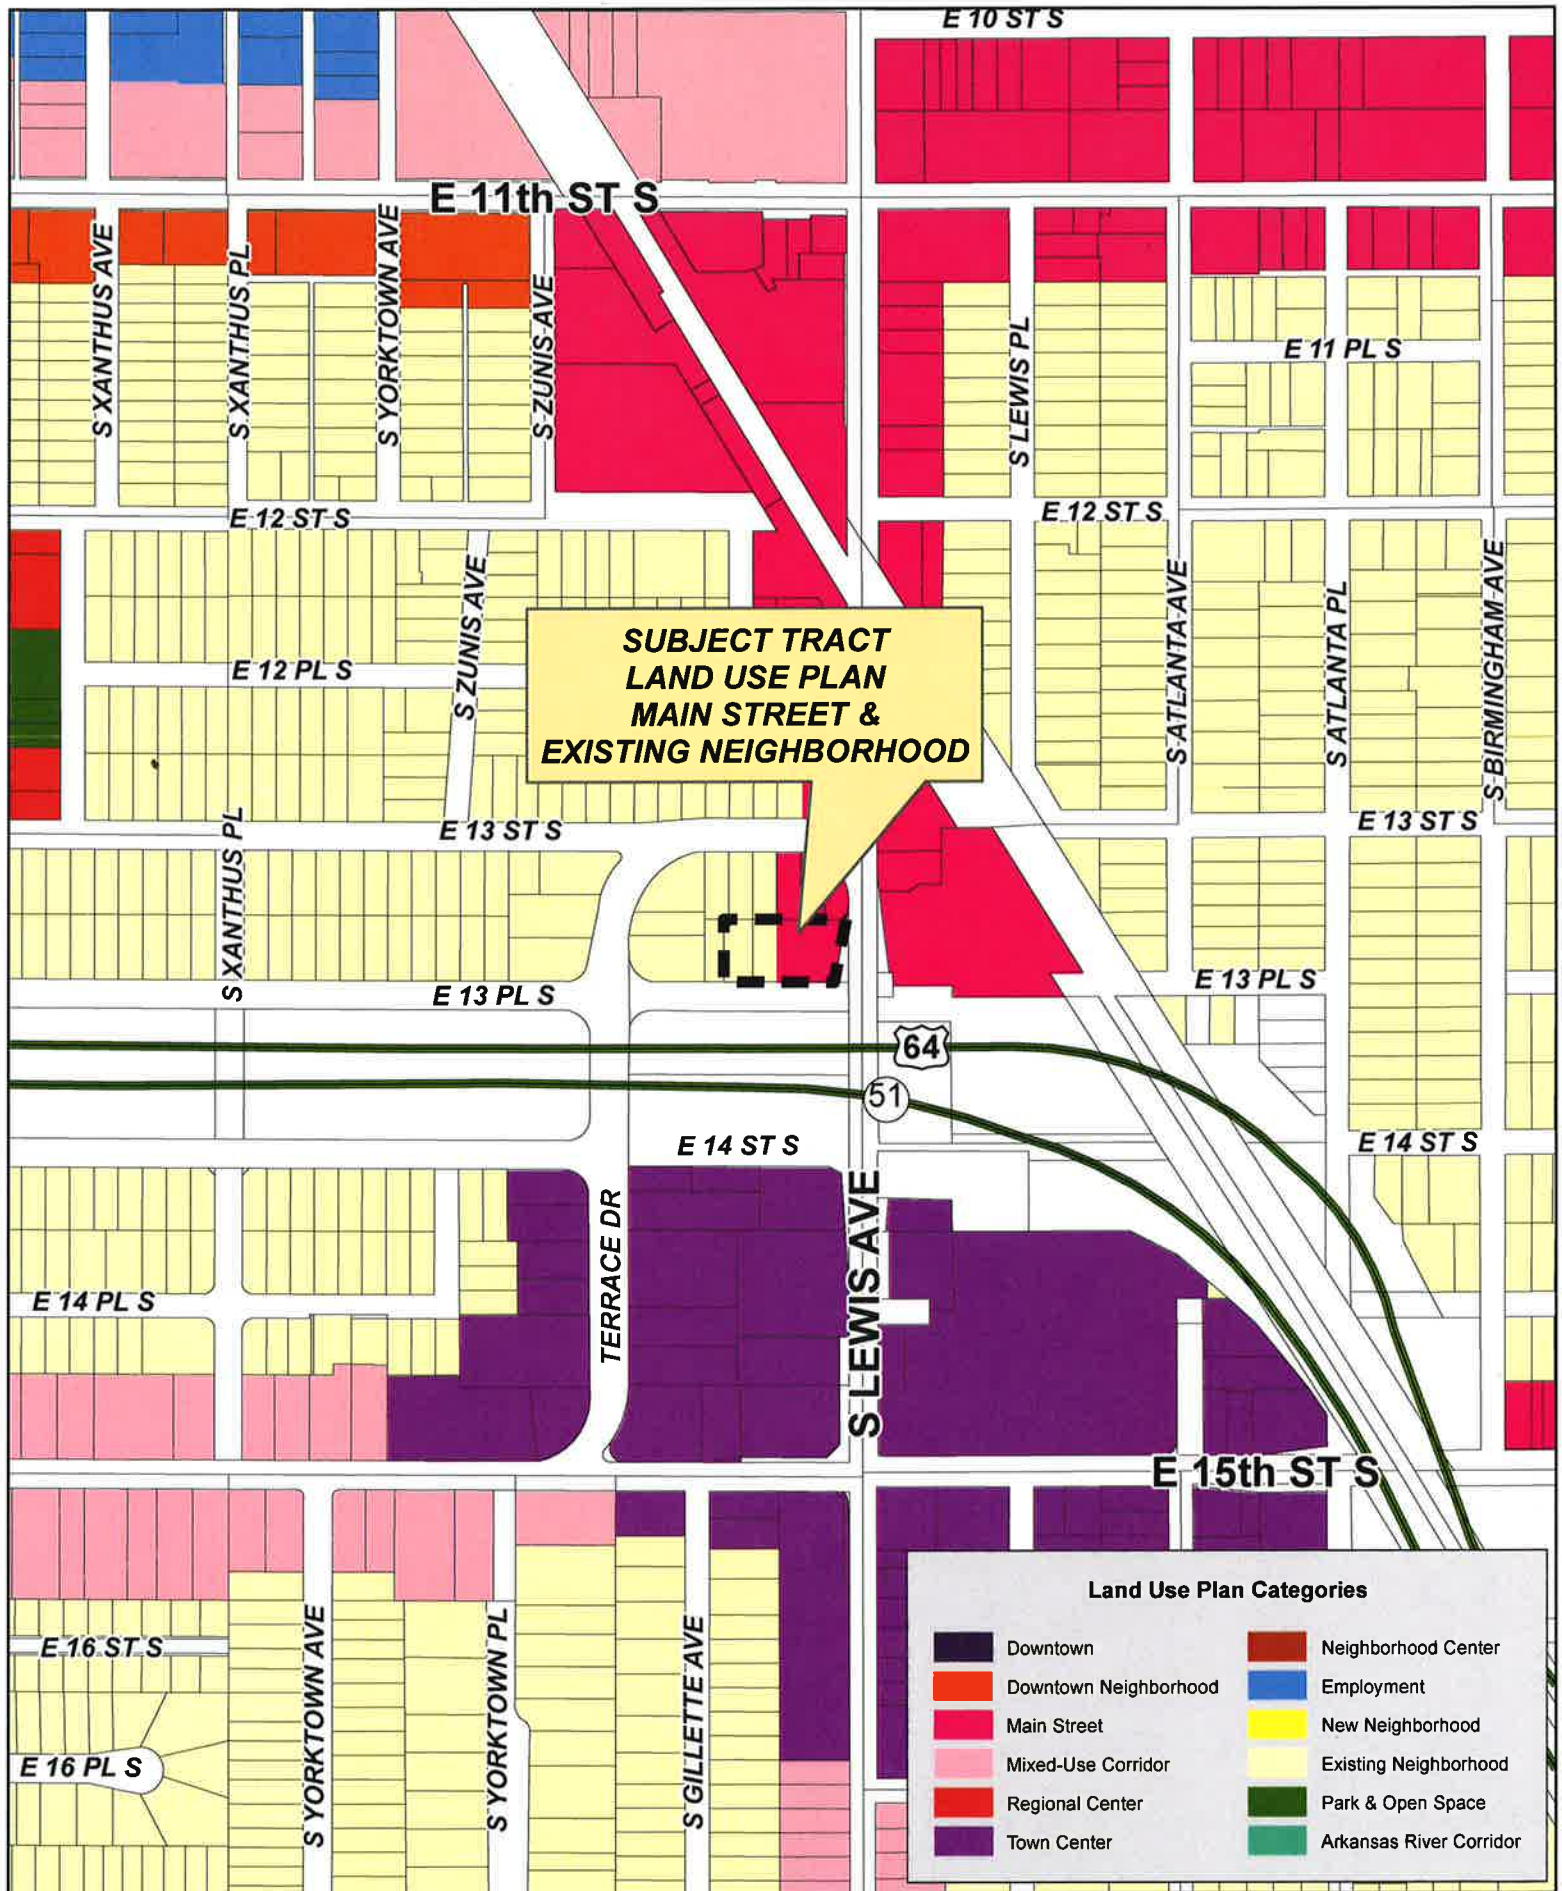 E 10 ST S
E 11th ST S
S XANTHUS AVE
S XANTHUS PL
S YORKTOWN AVE
S ZUNIS AVE
S LEWIS PL
E 11 PL S
E 12 ST S
E 12 ST S
S ZUNIS AVE
S ATLANTA AVE
S ATLANTA PL
S BIRMINGHAM AVE
SUBJECT TRACT
LAND USE PLAN
MAIN STREET &
EXISTING NEIGHBORHOOD
E 12 PL S
E 13 ST S
E 13 ST S
S XANTHUS PL
E 13 PL S
E 13 PL S
64
51
E 14 ST S
E 14 ST S
TERRACE DR
S LEWIS AVE
E 14 PL S
E 15th ST S
E 16 ST S
S YORKTOWN AVE
S YORKTOWN PL
S GILLETTE AVE
E 16 PL S
Land Use Plan Categories
Downtown
Downtown Neighborhood
Main Street
Mixed-Use Corridor
Regional Center
Town Center
Neighborhood Center
Employment
New Neighborhood
Existing Neighborhood
Park & Open Space
Arkansas River Corridor